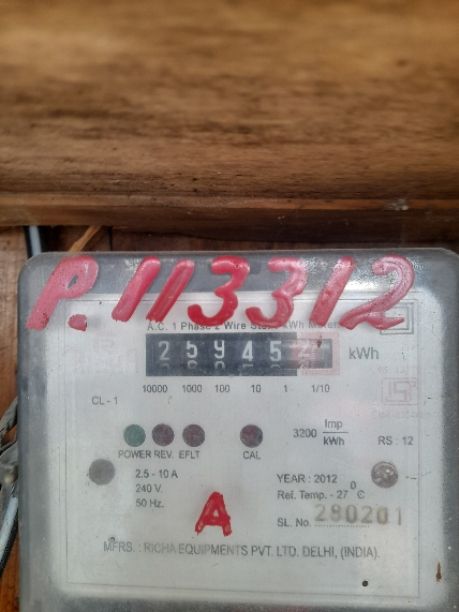 P.113312
A.C. 1 Phase 2 Wire Static kWh Meter
25945 kWh
10000 1000 100 10 1 1/10
CL - 1
3200 Imp/kWh
RS : 12
POWER REV. EFLT CAL
2.5 - 10 A
240 V.
50 Hz.
YEAR : 2012
Ref. Temp. - 27 °C
A
SL. No. 280201
MFRS. : RICHA EQUIPMENTS PVT. LTD. DELHI, (INDIA).